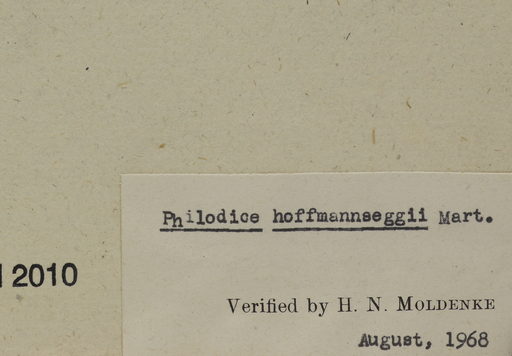 Philodice hoffmannseggii Mart.
2010
Verified by H. N. MOLDENKE
August, 1968